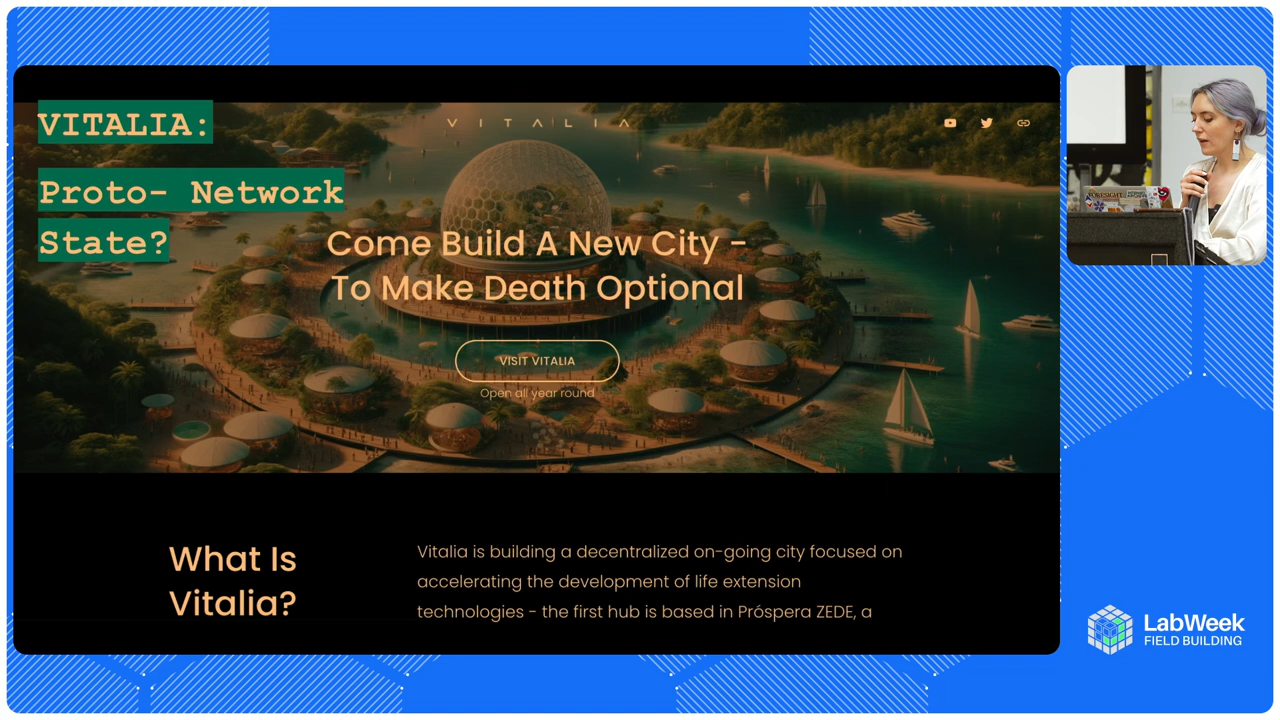 VITALIA:
Proto- Network
State?
VITALIA
Come Build A New City -
To Make Death Optional
VISIT VITALIA
Open all year round
What Is
Vitalia?
Vitalia is building a decentralized on-going city focused on
accelerating the development of life extension
technologies - the first hub is based in Próspera ZEDE, a
FORESIGHT
LabWeek
FIELD BUILDING